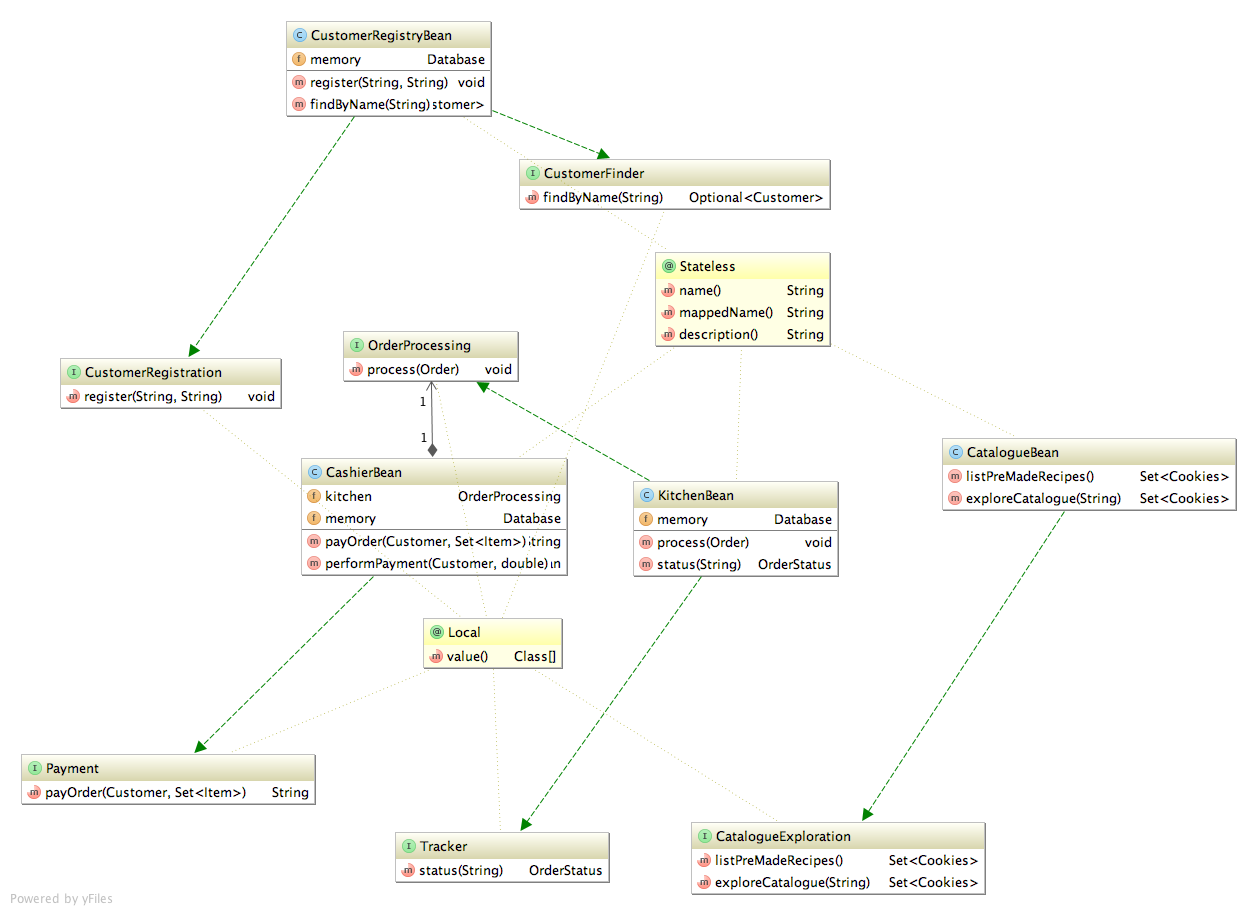 CustomerRegistryBean
memory Database
register(String, String) void
findByName(String) stomer>
CustomerFinder
findByName(String) Optional<Customer>
Stateless
name() String
mappedName() String
description() String
OrderProcessing
process(Order) void
CustomerRegistration
register(String, String) void
1
1
CashierBean
kitchen OrderProcessing
memory Database
payOrder(Customer, Set<Item>) String
performPayment(Customer, double) an
KitchenBean
memory Database
process(Order) void
status(String) OrderStatus
CatalogueBean
listPreMadeRecipes() Set<Cookies>
exploreCatalogue(String) Set<Cookies>
Local
value() Class[]
Payment
payOrder(Customer, Set<Item>) String
Tracker
status(String) OrderStatus
CatalogueExploration
listPreMadeRecipes() Set<Cookies>
exploreCatalogue(String) Set<Cookies>
Powered by yFiles